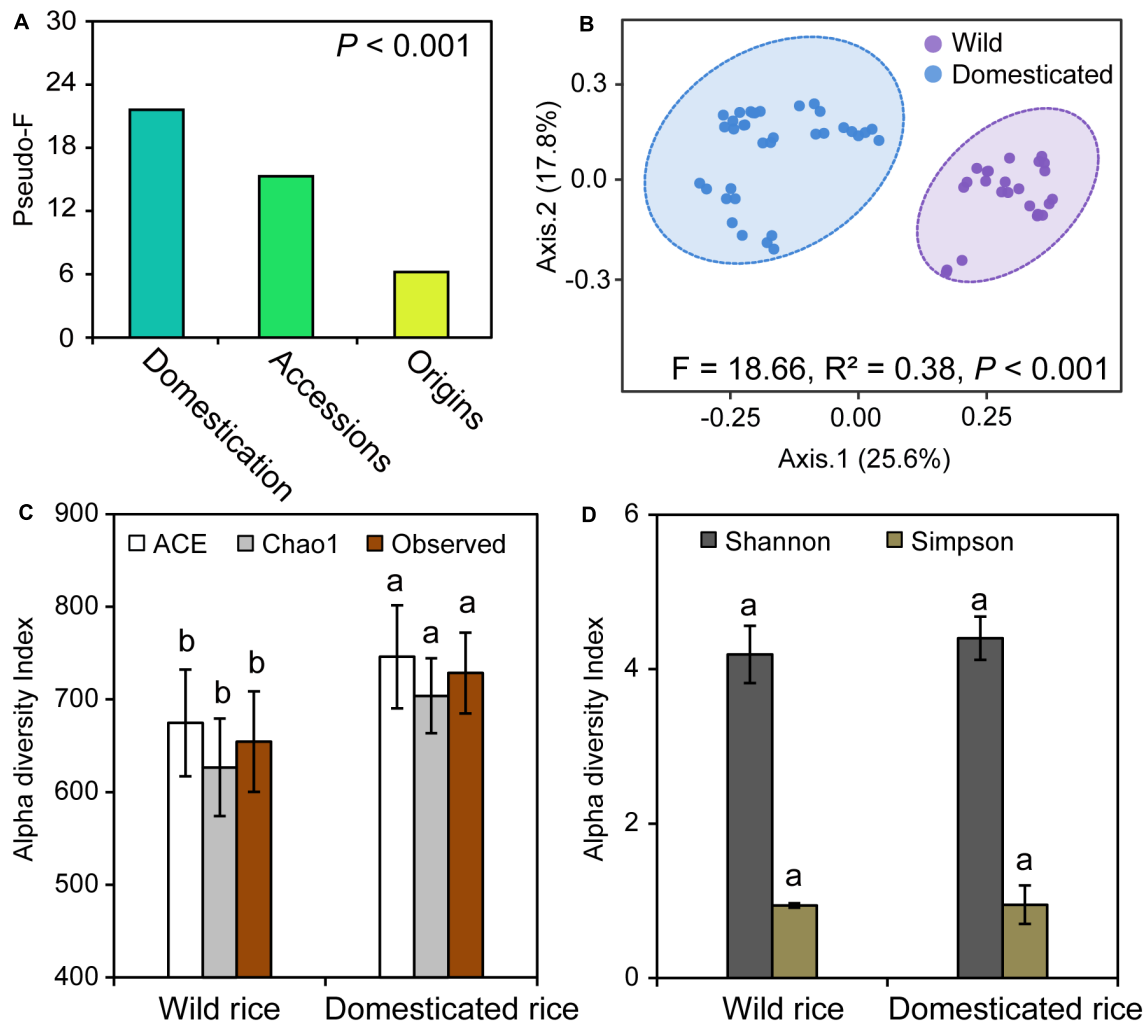 A
30
24
18
12
6
0
Pseudo-F
P < 0.001
Domestication
Accessions
Origins
B
Wild
Domesticated
0.3
0.0
-0.3
Axis.2 (17.8%)
F = 18.66, R² = 0.38, P < 0.001
-0.25
0.00
0.25
Axis.1 (25.6%)
C
900
800
700
600
500
400
Alpha diversity Index
ACE
Chao1
Observed
b
b
b
a
a
a
Wild rice
Domesticated rice
D
6
4
2
0
Alpha diversity Index
Shannon
Simpson
a
a
a
a
Wild rice
Domesticated rice